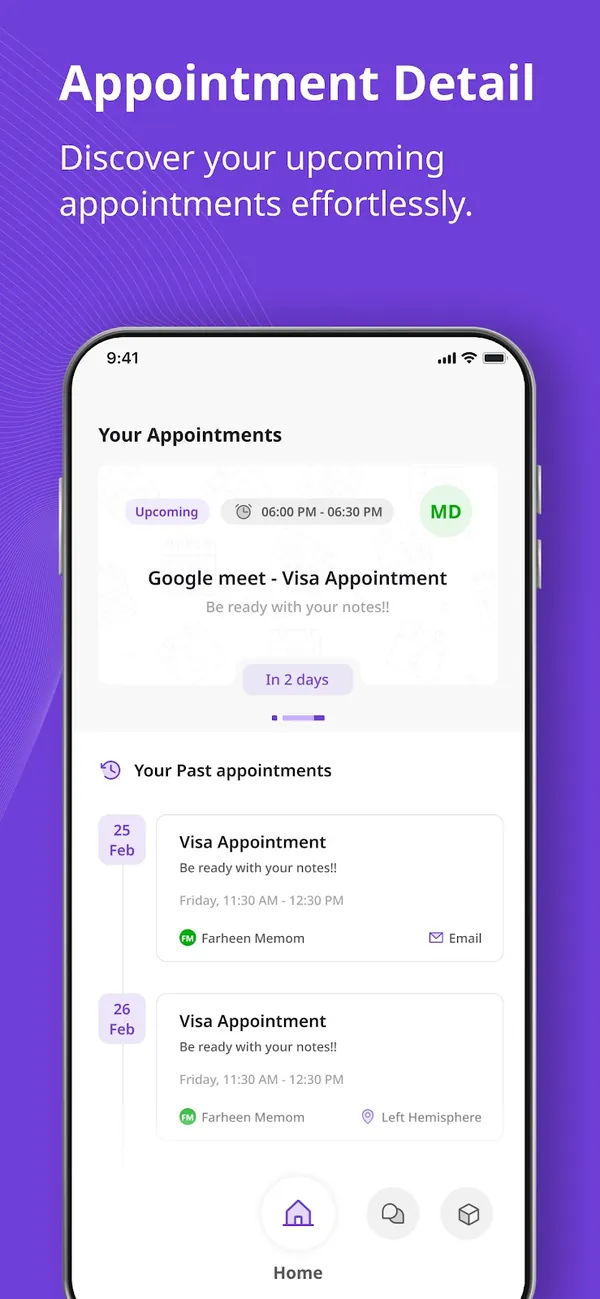 Appointment Detail
Discover your upcoming
appointments effortlessly.
9:41
Your Appointments
Upcoming
06:00 PM - 06:30 PM
MD
Google meet - Visa Appointment
Be ready with your notes!!
In 2 days
Your Past appointments
25
Feb
Visa Appointment
Be ready with your notes!!
Friday, 11:30 AM - 12:30 PM
FM Farheen Memom
Email
26
Feb
Visa Appointment
Be ready with your notes!!
Friday, 11:30 AM - 12:30 PM
FM Farheen Memom
Left Hemisphere
Home